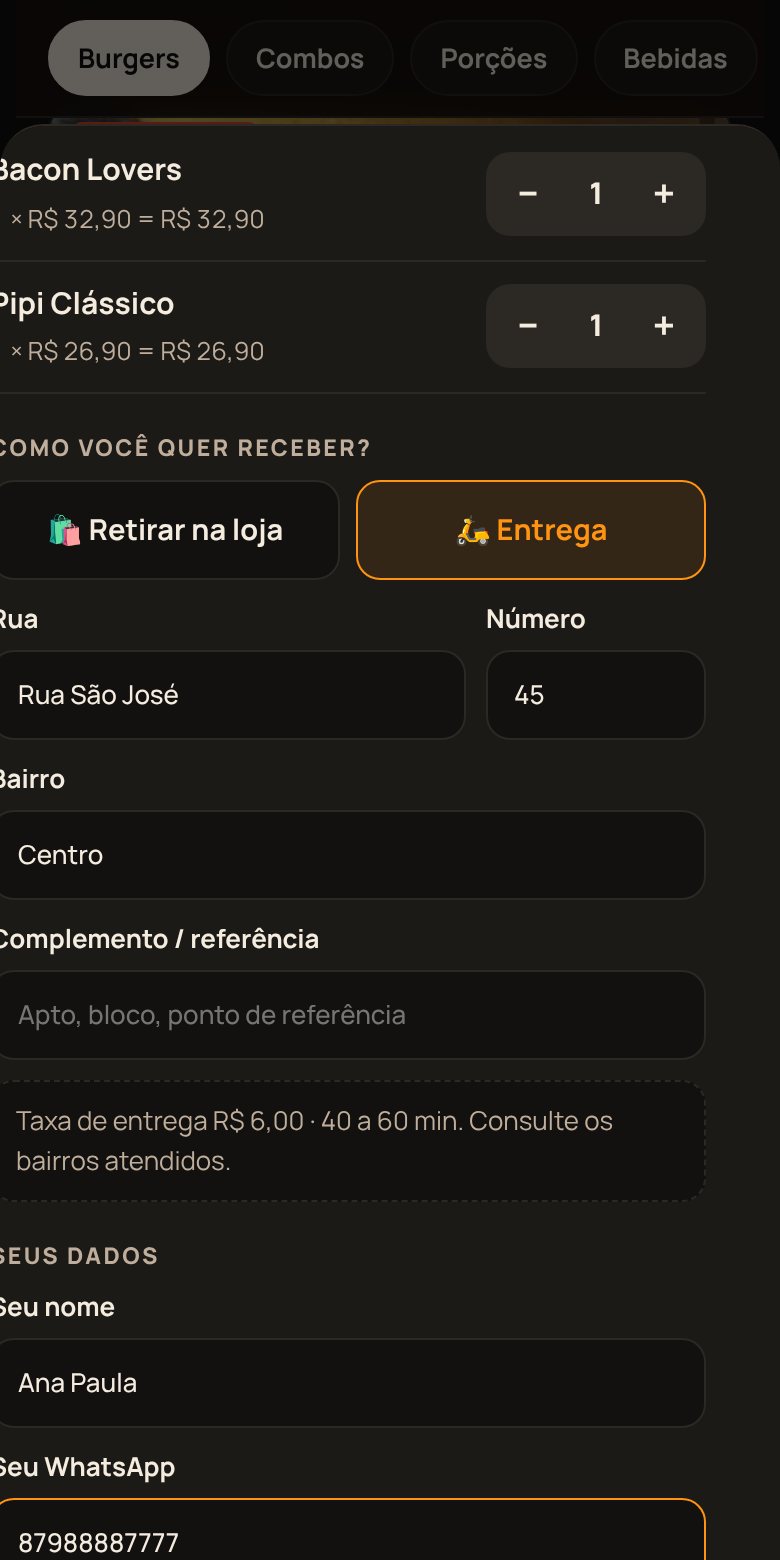 Burgers Combos Porções Bebidas
Bacon Lovers
× R$ 32,90 = R$ 32,90
− 1 +
Pipi Clássico
× R$ 26,90 = R$ 26,90
− 1 +
COMO VOCÊ QUER RECEBER?
Retirar na loja
Entrega
Rua
Número
Rua São José
45
Bairro
Centro
Complemento / referência
Apto, bloco, ponto de referência
Taxa de entrega R$ 6,00 · 40 a 60 min. Consulte os
bairros atendidos.
SEUS DADOS
Seu nome
Ana Paula
Seu WhatsApp
87988887777